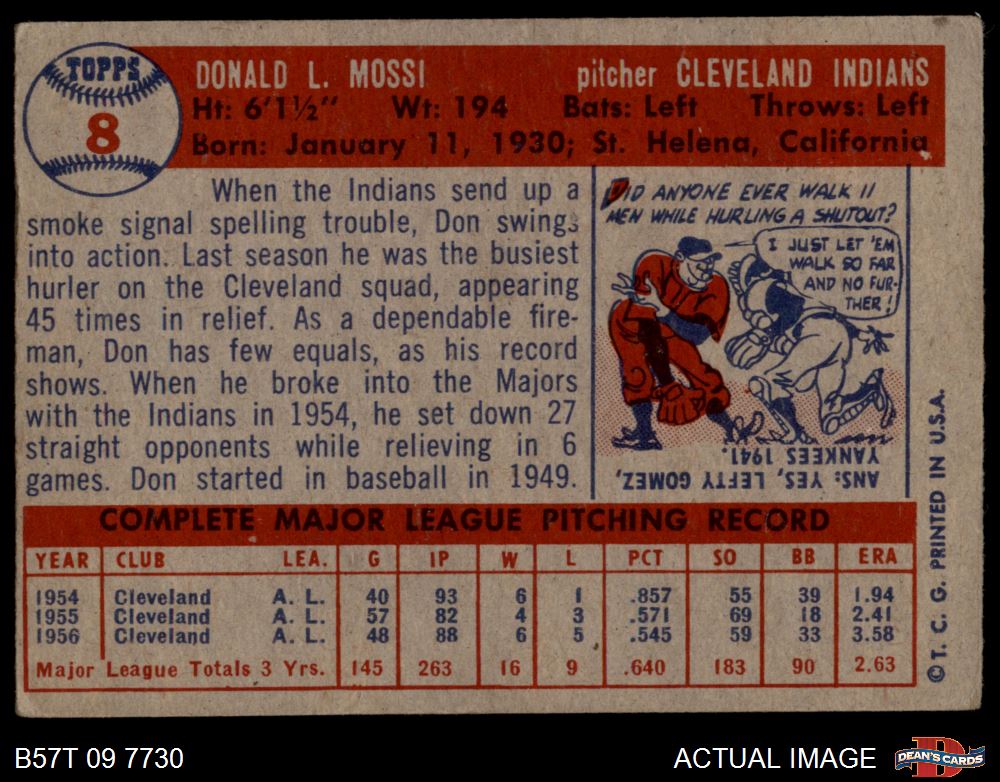 TOPPS
8
DONALD L. MOSSI pitcher CLEVELAND INDIANS
Ht: 6'1½" Wt: 194 Bats: Left Throws: Left
Born: January 11, 1930; St. Helena, California
When the Indians send up a
smoke signal spelling trouble, Don swings
into action. Last season he was the busiest
hurler on the Cleveland squad, appearing
45 times in relief. As a dependable fire-
man, Don has few equals, as his record
shows. When he broke into the Majors
with the Indians in 1954, he set down 27
straight opponents while relieving in 6
games. Don started in baseball in 1949.
DID ANYONE EVER WALK 11
MEN WHILE HURLING A SHUTOUT?
I JUST LET 'EM
WALK SO FAR
AND NO FUR-
THER!
ANS: YES, LEFTY GOMEZ,
YANKEES 1941.
COMPLETE MAJOR LEAGUE PITCHING RECORD
YEAR CLUB LEA. G IP W L PCT SO BB ERA
1954 Cleveland A. L. 40 93 6 1 .857 55 39 1.94
1955 Cleveland A. L. 57 82 4 3 .571 69 18 2.41
1956 Cleveland A. L. 48 88 6 5 .545 59 33 3.58
Major League Totals 3 Yrs. 145 263 16 9 .640 183 90 2.63
©T. C. G. PRINTED IN U.S.A.
B57T 09 7730 ACTUAL IMAGE
DEAN'S CARDS